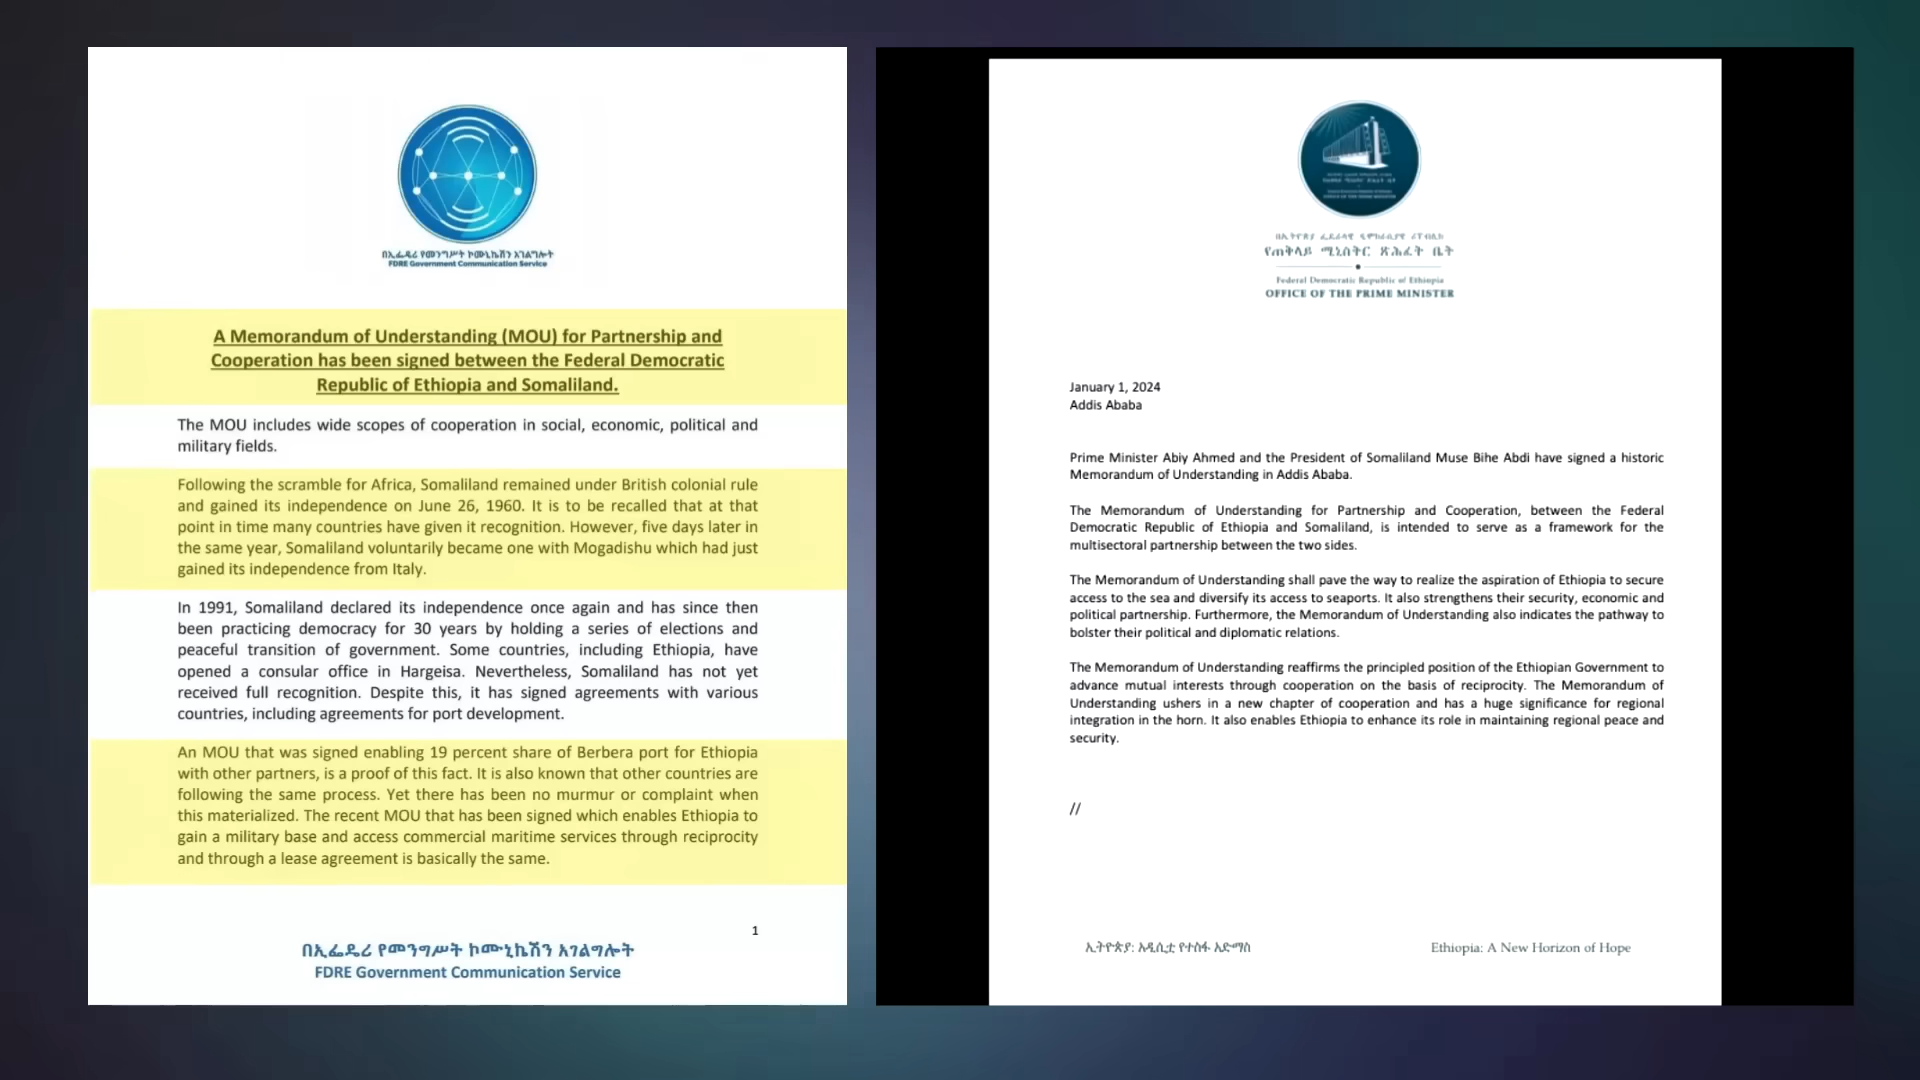 በኢፌዴሪ የመንግሥት ኮሙኒኬሽን አገልግሎት
FDRE Government Communication Service
A Memorandum of Understanding (MOU) for Partnership and
Cooperation has been signed between the Federal Democratic
Republic of Ethiopia and Somaliland.
The MOU includes wide scopes of cooperation in social, economic, political and
military fields.
Following the scramble for Africa, Somaliland remained under British colonial rule
and gained its independence on June 26, 1960. It is to be recalled that at that
point in time many countries have given it recognition. However, five days later in
the same year, Somaliland voluntarily became one with Mogadishu which had just
gained its independence from Italy.
In 1991, Somaliland declared its independence once again and has since then
been practicing democracy for 30 years by holding a series of elections and
peaceful transition of government. Some countries, including Ethiopia, have
opened a consular office in Hargeisa. Nevertheless, Somaliland has not yet
received full recognition. Despite this, it has signed agreements with various
countries, including agreements for port development.
An MOU that was signed enabling 19 percent share of Berbera port for Ethiopia
with other partners, is a proof of this fact. It is also known that other countries are
following the same process. Yet there has been no murmur or complaint when
this materialized. The recent MOU that has been signed which enables Ethiopia to
gain a military base and access commercial maritime services through reciprocity
and through a lease agreement is basically the same.
1
በኢፌዴሪ የመንግሥት ኮሙኒኬሽን አገልግሎት
FDRE Government Communication Service
በኢትዮጵያ ፌደራላዊ ዲሞክራሲያዊ ሪፐብሊክ
የጠቅላይ ሚኒስትር ጽሕፈት ቤት
Federal Democratic Republic of Ethiopia
OFFICE OF THE PRIME MINISTER
January 1, 2024
Addis Ababa
Prime Minister Abiy Ahmed and the President of Somaliland Muse Bihe Abdi have signed a historic
Memorandum of Understanding in Addis Ababa.
The Memorandum of Understanding for Partnership and Cooperation, between the Federal
Democratic Republic of Ethiopia and Somaliland, is intended to serve as a framework for the
multisectoral partnership between the two sides.
The Memorandum of Understanding shall pave the way to realize the aspiration of Ethiopia to secure
access to the sea and diversify its access to seaports. It also strengthens their security, economic and
political partnership. Furthermore, the Memorandum of Understanding also indicates the pathway to
bolster their political and diplomatic relations.
The Memorandum of Understanding reaffirms the principled position of the Ethiopian Government to
advance mutual interests through cooperation on the basis of reciprocity. The Memorandum of
Understanding ushers in a new chapter of cooperation and has a huge significance for regional
integration in the horn. It also enables Ethiopia to enhance its role in maintaining regional peace and
security.
//
ኢትዮጵያ: አዲሲቷ የተስፋ አድማስ
Ethiopia: A New Horizon of Hope